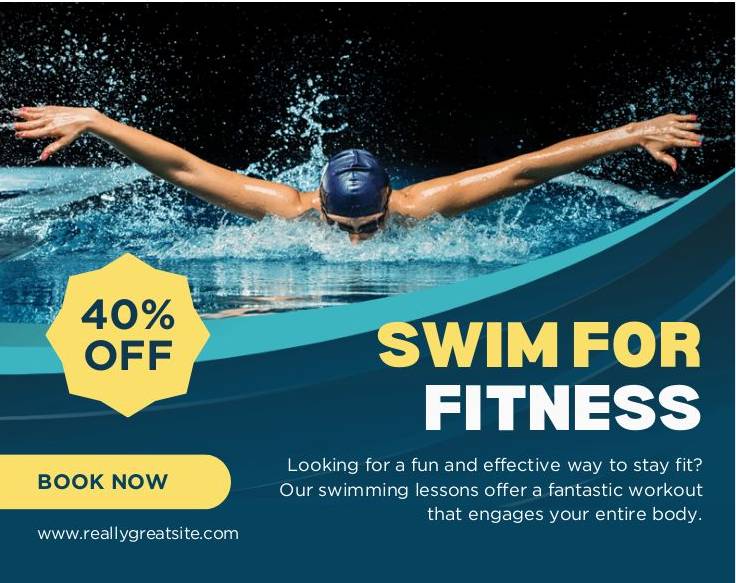 40%
OFF
SWIM FOR
FITNESS
Looking for a fun and effective way to stay fit?
Our swimming lessons offer a fantastic workout
that engages your entire body.
BOOK NOW
www.reallygreatsite.com